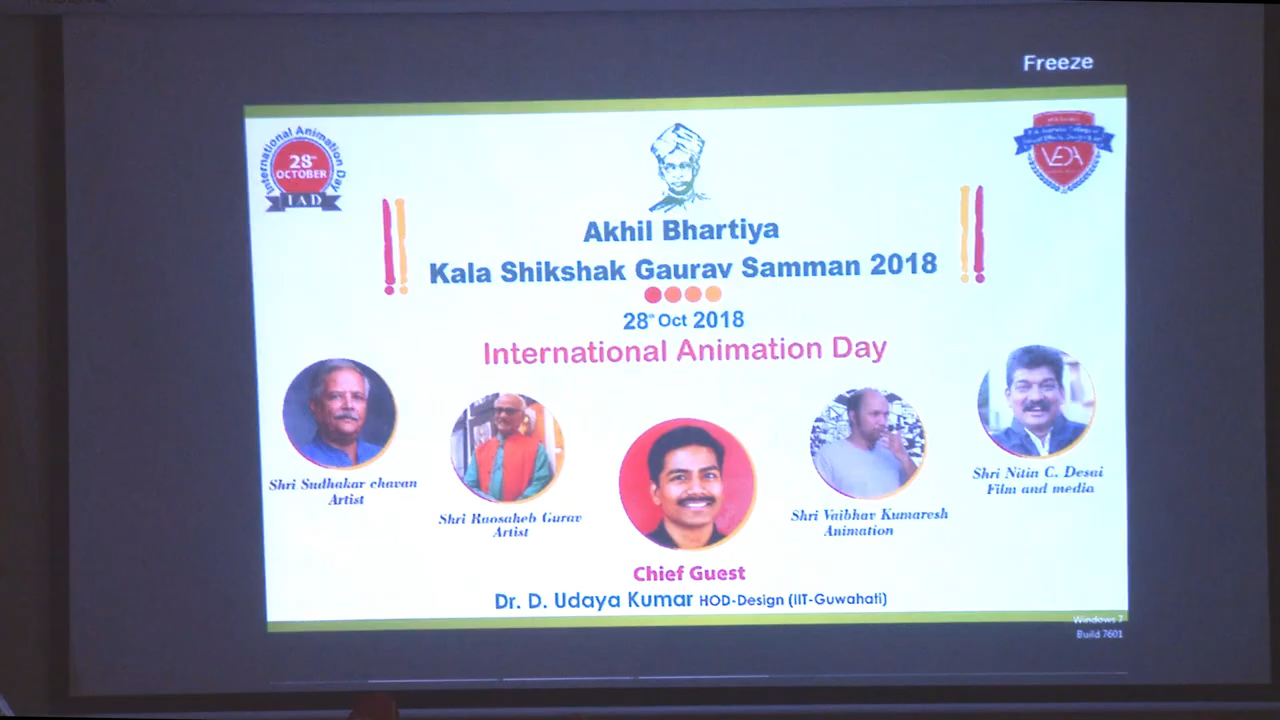 Freeze
International Animation Day
28th
OCTOBER
I A D
VEDA
Akhil Bhartiya
Kala Shikshak Gaurav Samman 2018
28th Oct 2018
International Animation Day
Shri Sudhakar chavan
Artist
Shri Raosaheb Gurav
Artist
Shri Vaibhav Kumaresh
Animation
Shri Nitin C. Desai
Film and media
Chief Guest
Dr. D. Udaya Kumar HOD-Design (IIT-Guwahati)
Windows 7
Build 7601